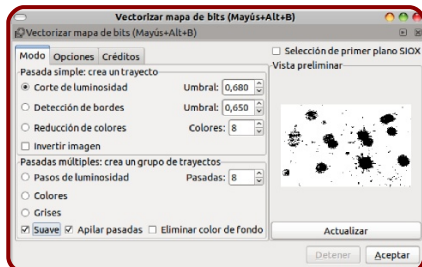 Vectorizar mapa de bits (Mayús+Alt+B)
Vectorizar mapa de bits (Mayús+Alt+B)
Modo Opciones Créditos
Selección de primer plano SIOX
Pasada simple: crea un trayecto
Vista preliminar
Corte de luminosidad Umbral: 0,680
Detección de bordes Umbral: 0,650
Reducción de colores Colores: 8
Invertir imagen
Pasadas múltiples: crea un grupo de trayectos
Pasos de luminosidad Pasadas: 8
Colores
Grises
Suave Apilar pasadas Eliminar color de fondo
Actualizar
Detener Aceptar